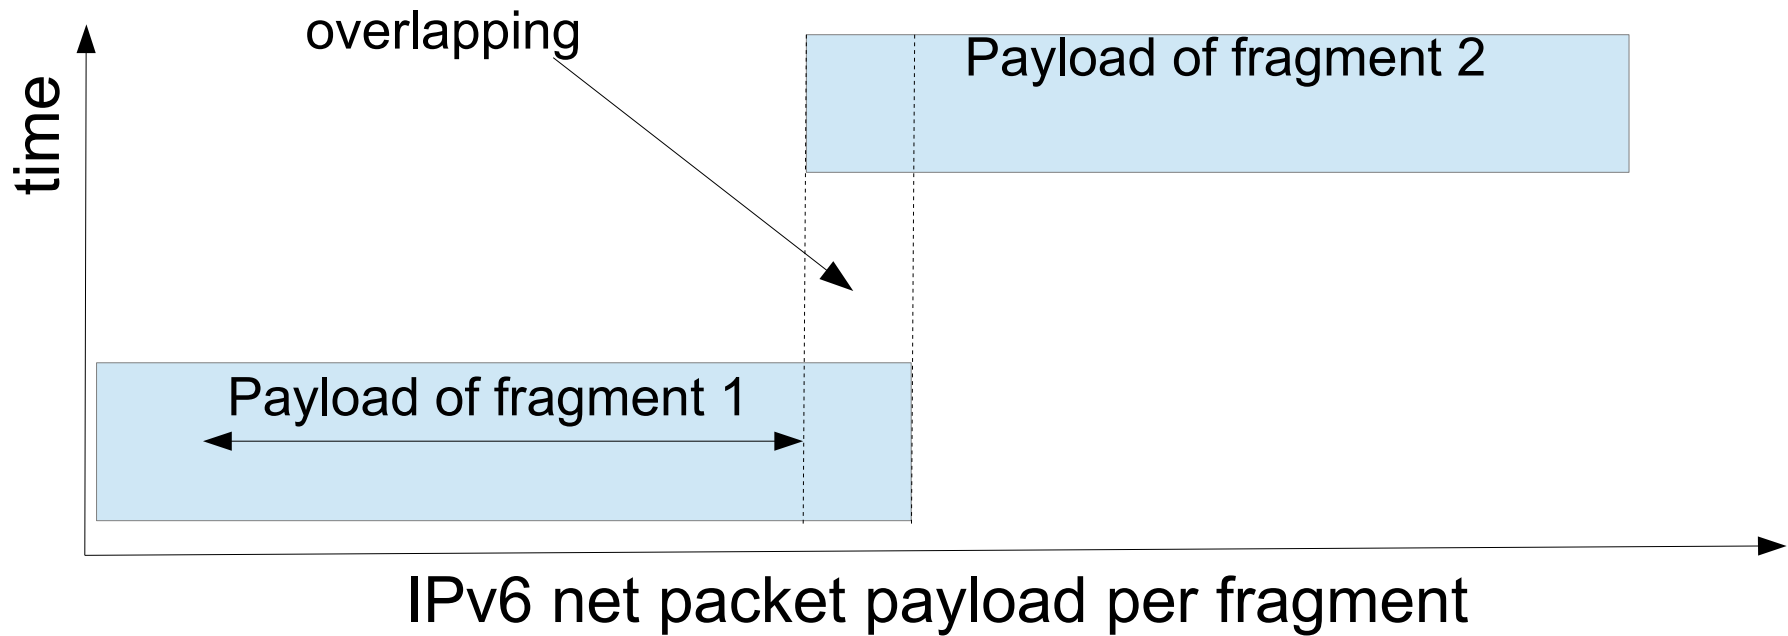 overlapping
Payload of fragment 2
time
Payload of fragment 1
IPv6 net packet payload per fragment